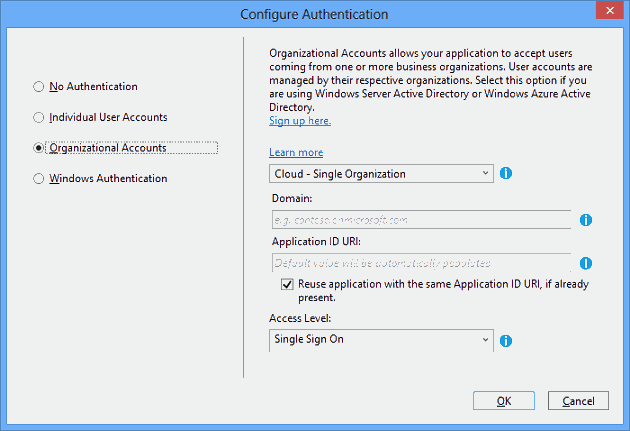 Configure Authentication
No Authentication
Individual User Accounts
Organizational Accounts
Windows Authentication
Organizational Accounts allows your application to accept users
coming from one or more business organizations. User accounts are
managed by their respective organizations. Select this option if you
are using Windows Server Active Directory or Windows Azure Active
Directory.
Sign up here.
Learn more
Cloud - Single Organization
Domain:
e.g. contoso.onmicrosoft.com
Application ID URI:
Default value will be automatically populated
Reuse application with the same Application ID URI, if already
present.
Access Level:
Single Sign On
OK
Cancel